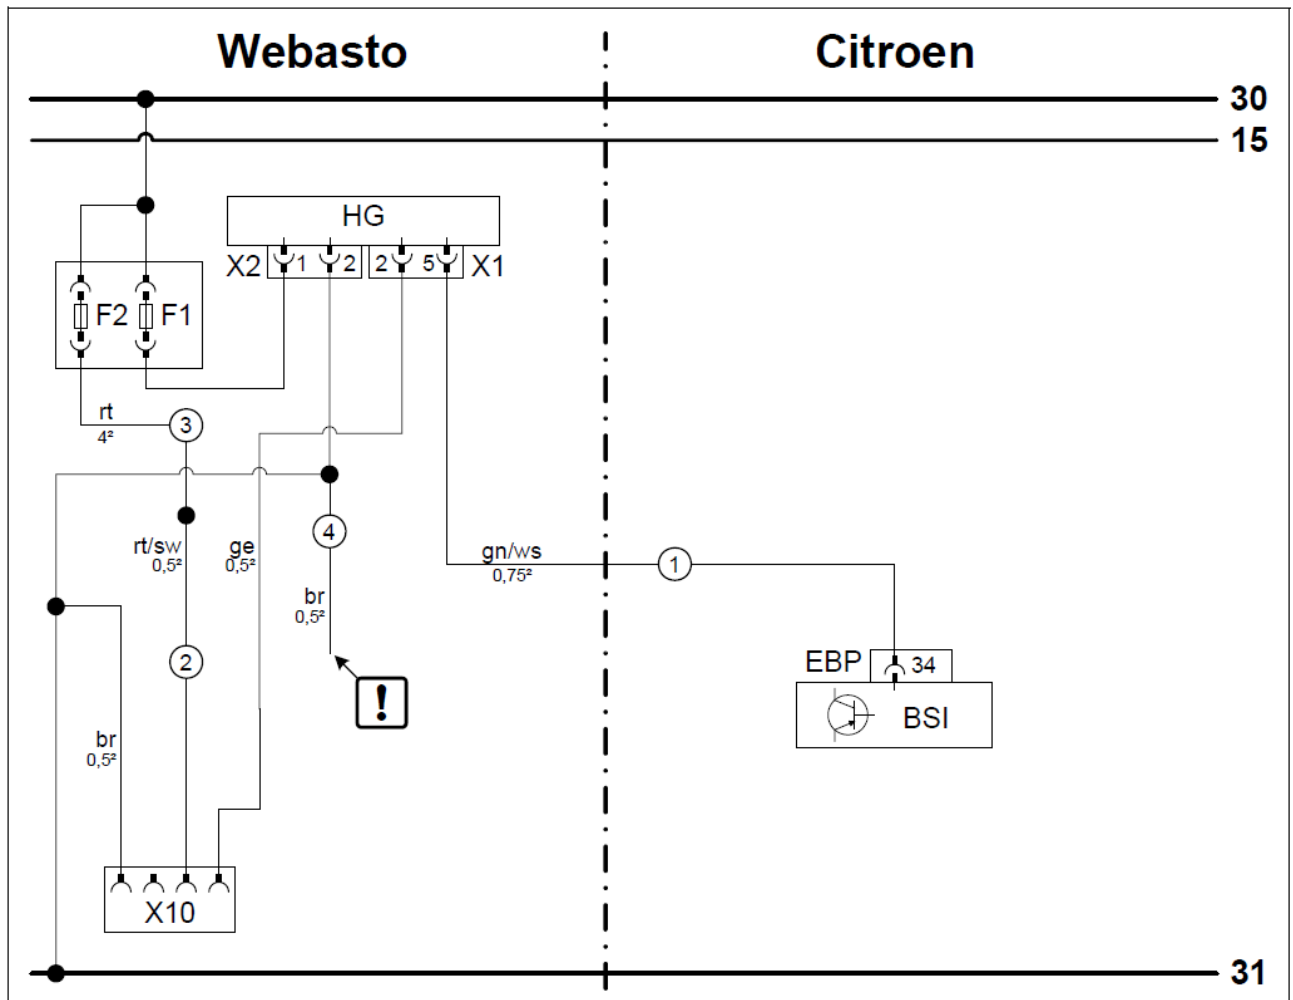 Webasto
Citroen
30
15
HG
X2 1 2 2 5 X1
F2 F1
rt
4²
3
4
rt/sw
0,5²
ge
0,5²
gn/ws
0,75²
1
br
0,5²
2
EBP 34
!
BSI
br
0,5²
X10
31